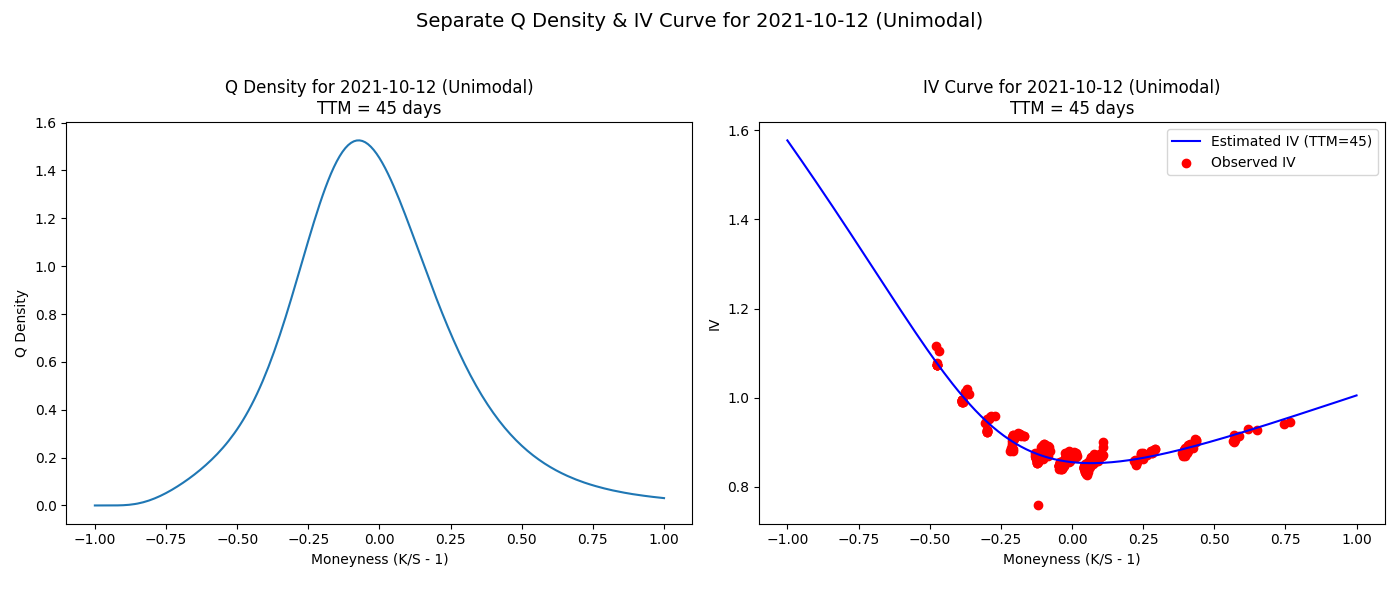 Separate Q Density & IV Curve for 2021-10-12 (Unimodal)
Q Density for 2021-10-12 (Unimodal)
TTM = 45 days
1.6
1.4
1.2
1.0
0.8
0.6
0.4
0.2
0.0
Q Density
−1.00 −0.75 −0.50 −0.25 0.00 0.25 0.50 0.75 1.00
Moneyness (K/S - 1)
IV Curve for 2021-10-12 (Unimodal)
TTM = 45 days
Estimated IV (TTM=45)
Observed IV
1.6
1.4
1.2
1.0
0.8
IV
−1.00 −0.75 −0.50 −0.25 0.00 0.25 0.50 0.75 1.00
Moneyness (K/S - 1)